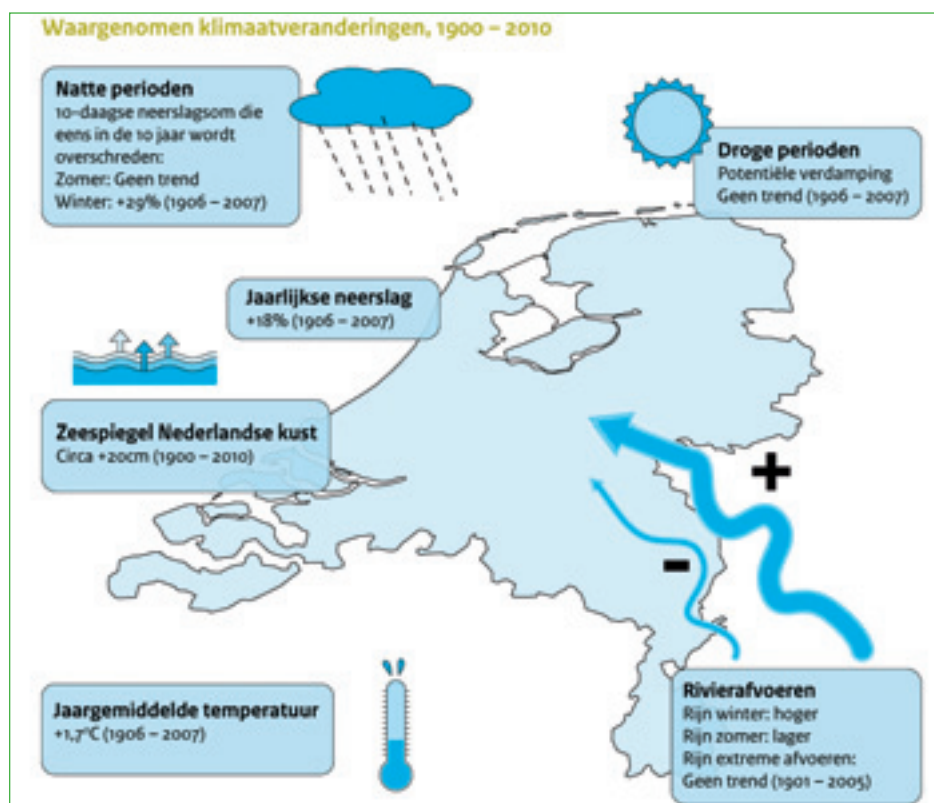 Waargenomen klimaatveranderingen, 1900 – 2010
Natte perioden
10-daagse neerslagsom die
eens in de 10 jaar wordt
overschreden:
Zomer: Geen trend
Winter: +29% (1906 – 2007)
Droge perioden
Potentiële verdamping
Geen trend (1906 – 2007)
Jaarlijkse neerslag
+18% (1906 – 2007)
Zeespiegel Nederlandse kust
Circa +20cm (1900 – 2010)
+
-
Jaargemiddelde temperatuur
+1,7°C (1906 – 2007)
Rivierafvoeren
Rijn winter: hoger
Rijn zomer: lager
Rijn extreme afvoeren:
Geen trend (1901 – 2005)